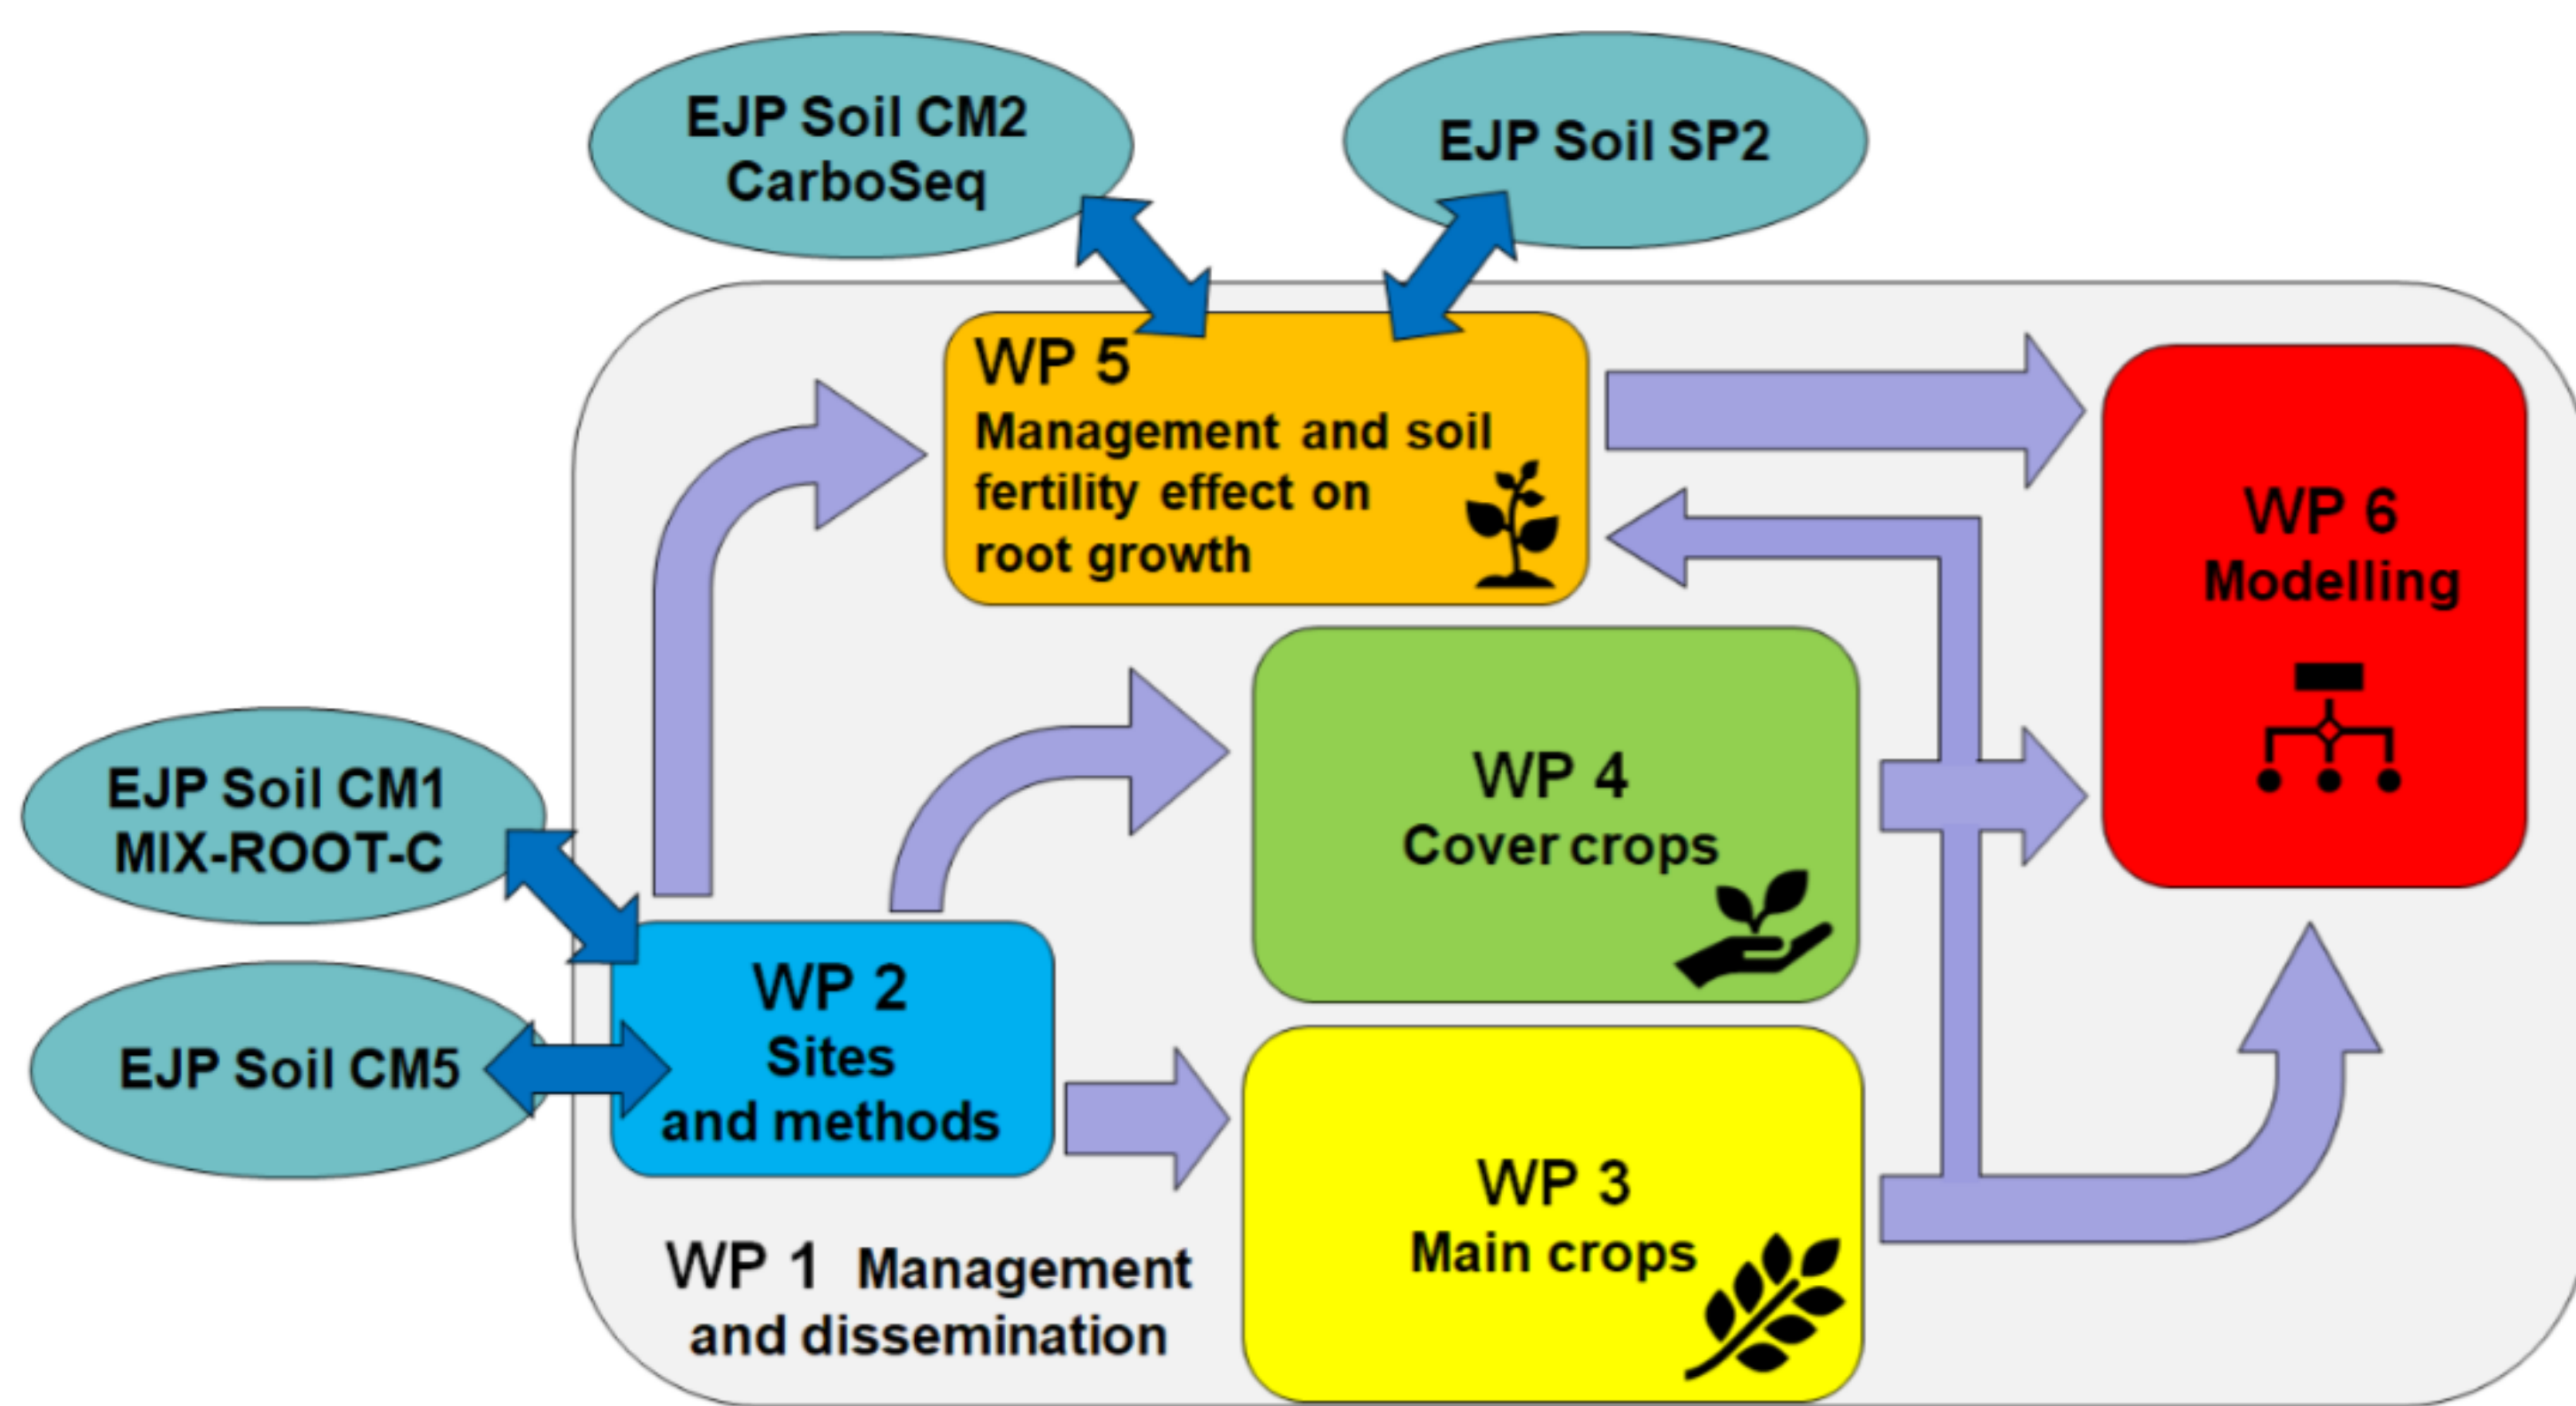 EJP Soil CM2
CarboSeq
EJP Soil SP2
WP 5
Management and soil
fertility effect on
root growth
WP 6
Modelling
WP 4
Cover crops
EJP Soil CM1
MIX-ROOT-C
EJP Soil CM5
WP 2
Sites
and methods
WP 3
Main crops
WP 1 Management
and dissemination